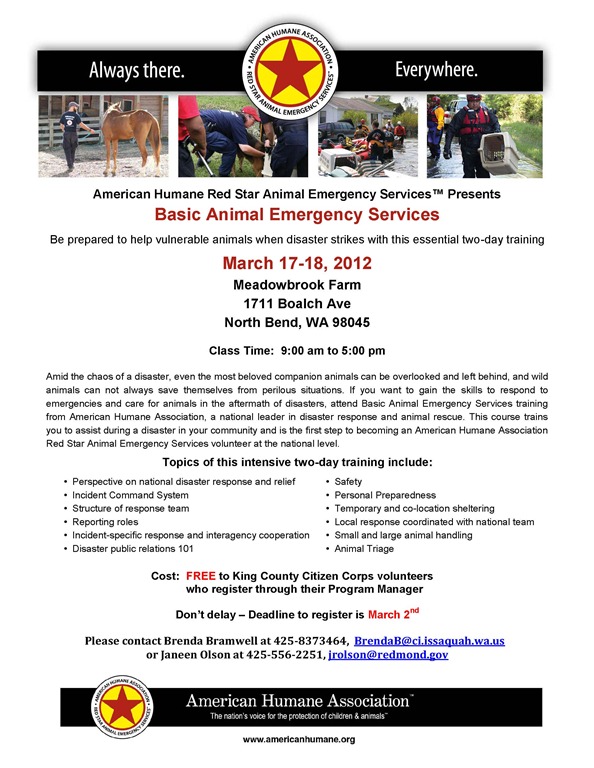 Always there.
AMERICAN HUMANE ASSOCIATION
RED STAR ANIMAL EMERGENCY SERVICES™
Everywhere.
American Humane Red Star Animal Emergency Services™ Presents
Basic Animal Emergency Services
Be prepared to help vulnerable animals when disaster strikes with this essential two-day training
March 17-18, 2012
Meadowbrook Farm
1711 Boalch Ave
North Bend, WA 98045
Class Time: 9:00 am to 5:00 pm
Amid the chaos of a disaster, even the most beloved companion animals can be overlooked and left behind, and wild
animals can not always save themselves from perilous situations. If you want to gain the skills to respond to
emergencies and care for animals in the aftermath of disasters, attend Basic Animal Emergency Services training
from American Humane Association, a national leader in disaster response and animal rescue. This course trains
you to assist during a disaster in your community and is the first step to becoming an American Humane Association
Red Star Animal Emergency Services volunteer at the national level.
Topics of this intensive two-day training include:
• Perspective on national disaster response and relief
• Incident Command System
• Structure of response team
• Reporting roles
• Incident-specific response and interagency cooperation
• Disaster public relations 101
• Safety
• Personal Preparedness
• Temporary and co-location sheltering
• Local response coordinated with national team
• Small and large animal handling
• Animal Triage
Cost: FREE to King County Citizen Corps volunteers
who register through their Program Manager
Don't delay – Deadline to register is March 2nd
Please contact Brenda Bramwell at 425-8373464, BrendaB@ci.issaquah.wa.us
or Janeen Olson at 425-556-2251, jrolson@redmond.gov
AMERICAN HUMANE ASSOCIATION
RED STAR ANIMAL EMERGENCY SERVICES
American Humane Association™
The nation's voice for the protection of children & animals™
www.americanhumane.org